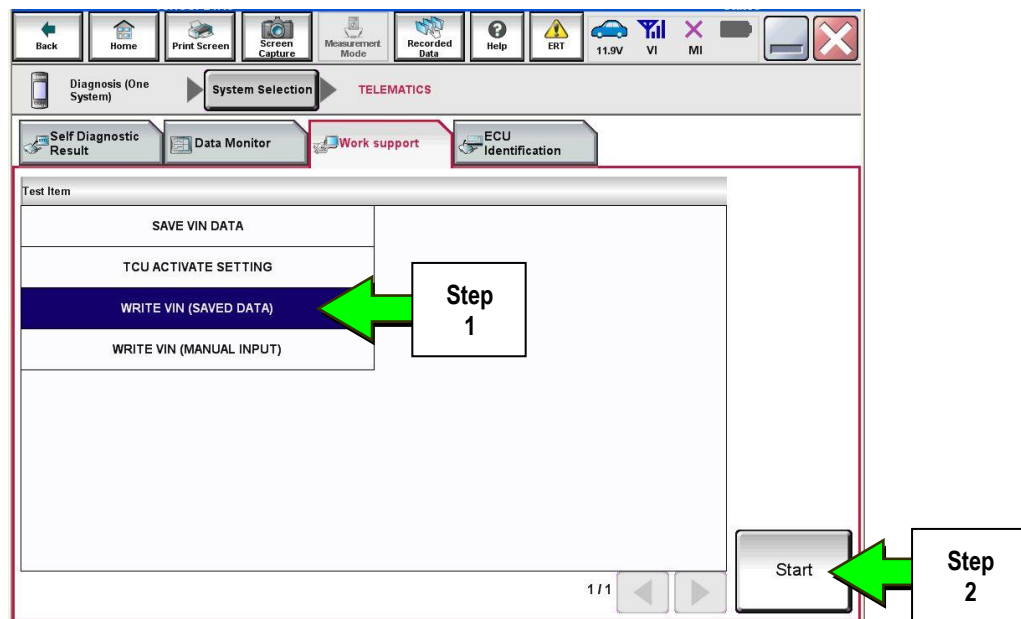 Back
Home
Print Screen
Screen
Capture
Measurement
Mode
Recorded
Data
Help
ERT
11.9V
VI
MI
Diagnosis (One
System)
System Selection
TELEMATICS
Self Diagnostic
Result
Data Monitor
Work support
ECU
Identification
Test Item
SAVE VIN DATA
TCU ACTIVATE SETTING
WRITE VIN (SAVED DATA)
WRITE VIN (MANUAL INPUT)
Step
1
1/1
Start
Step
2